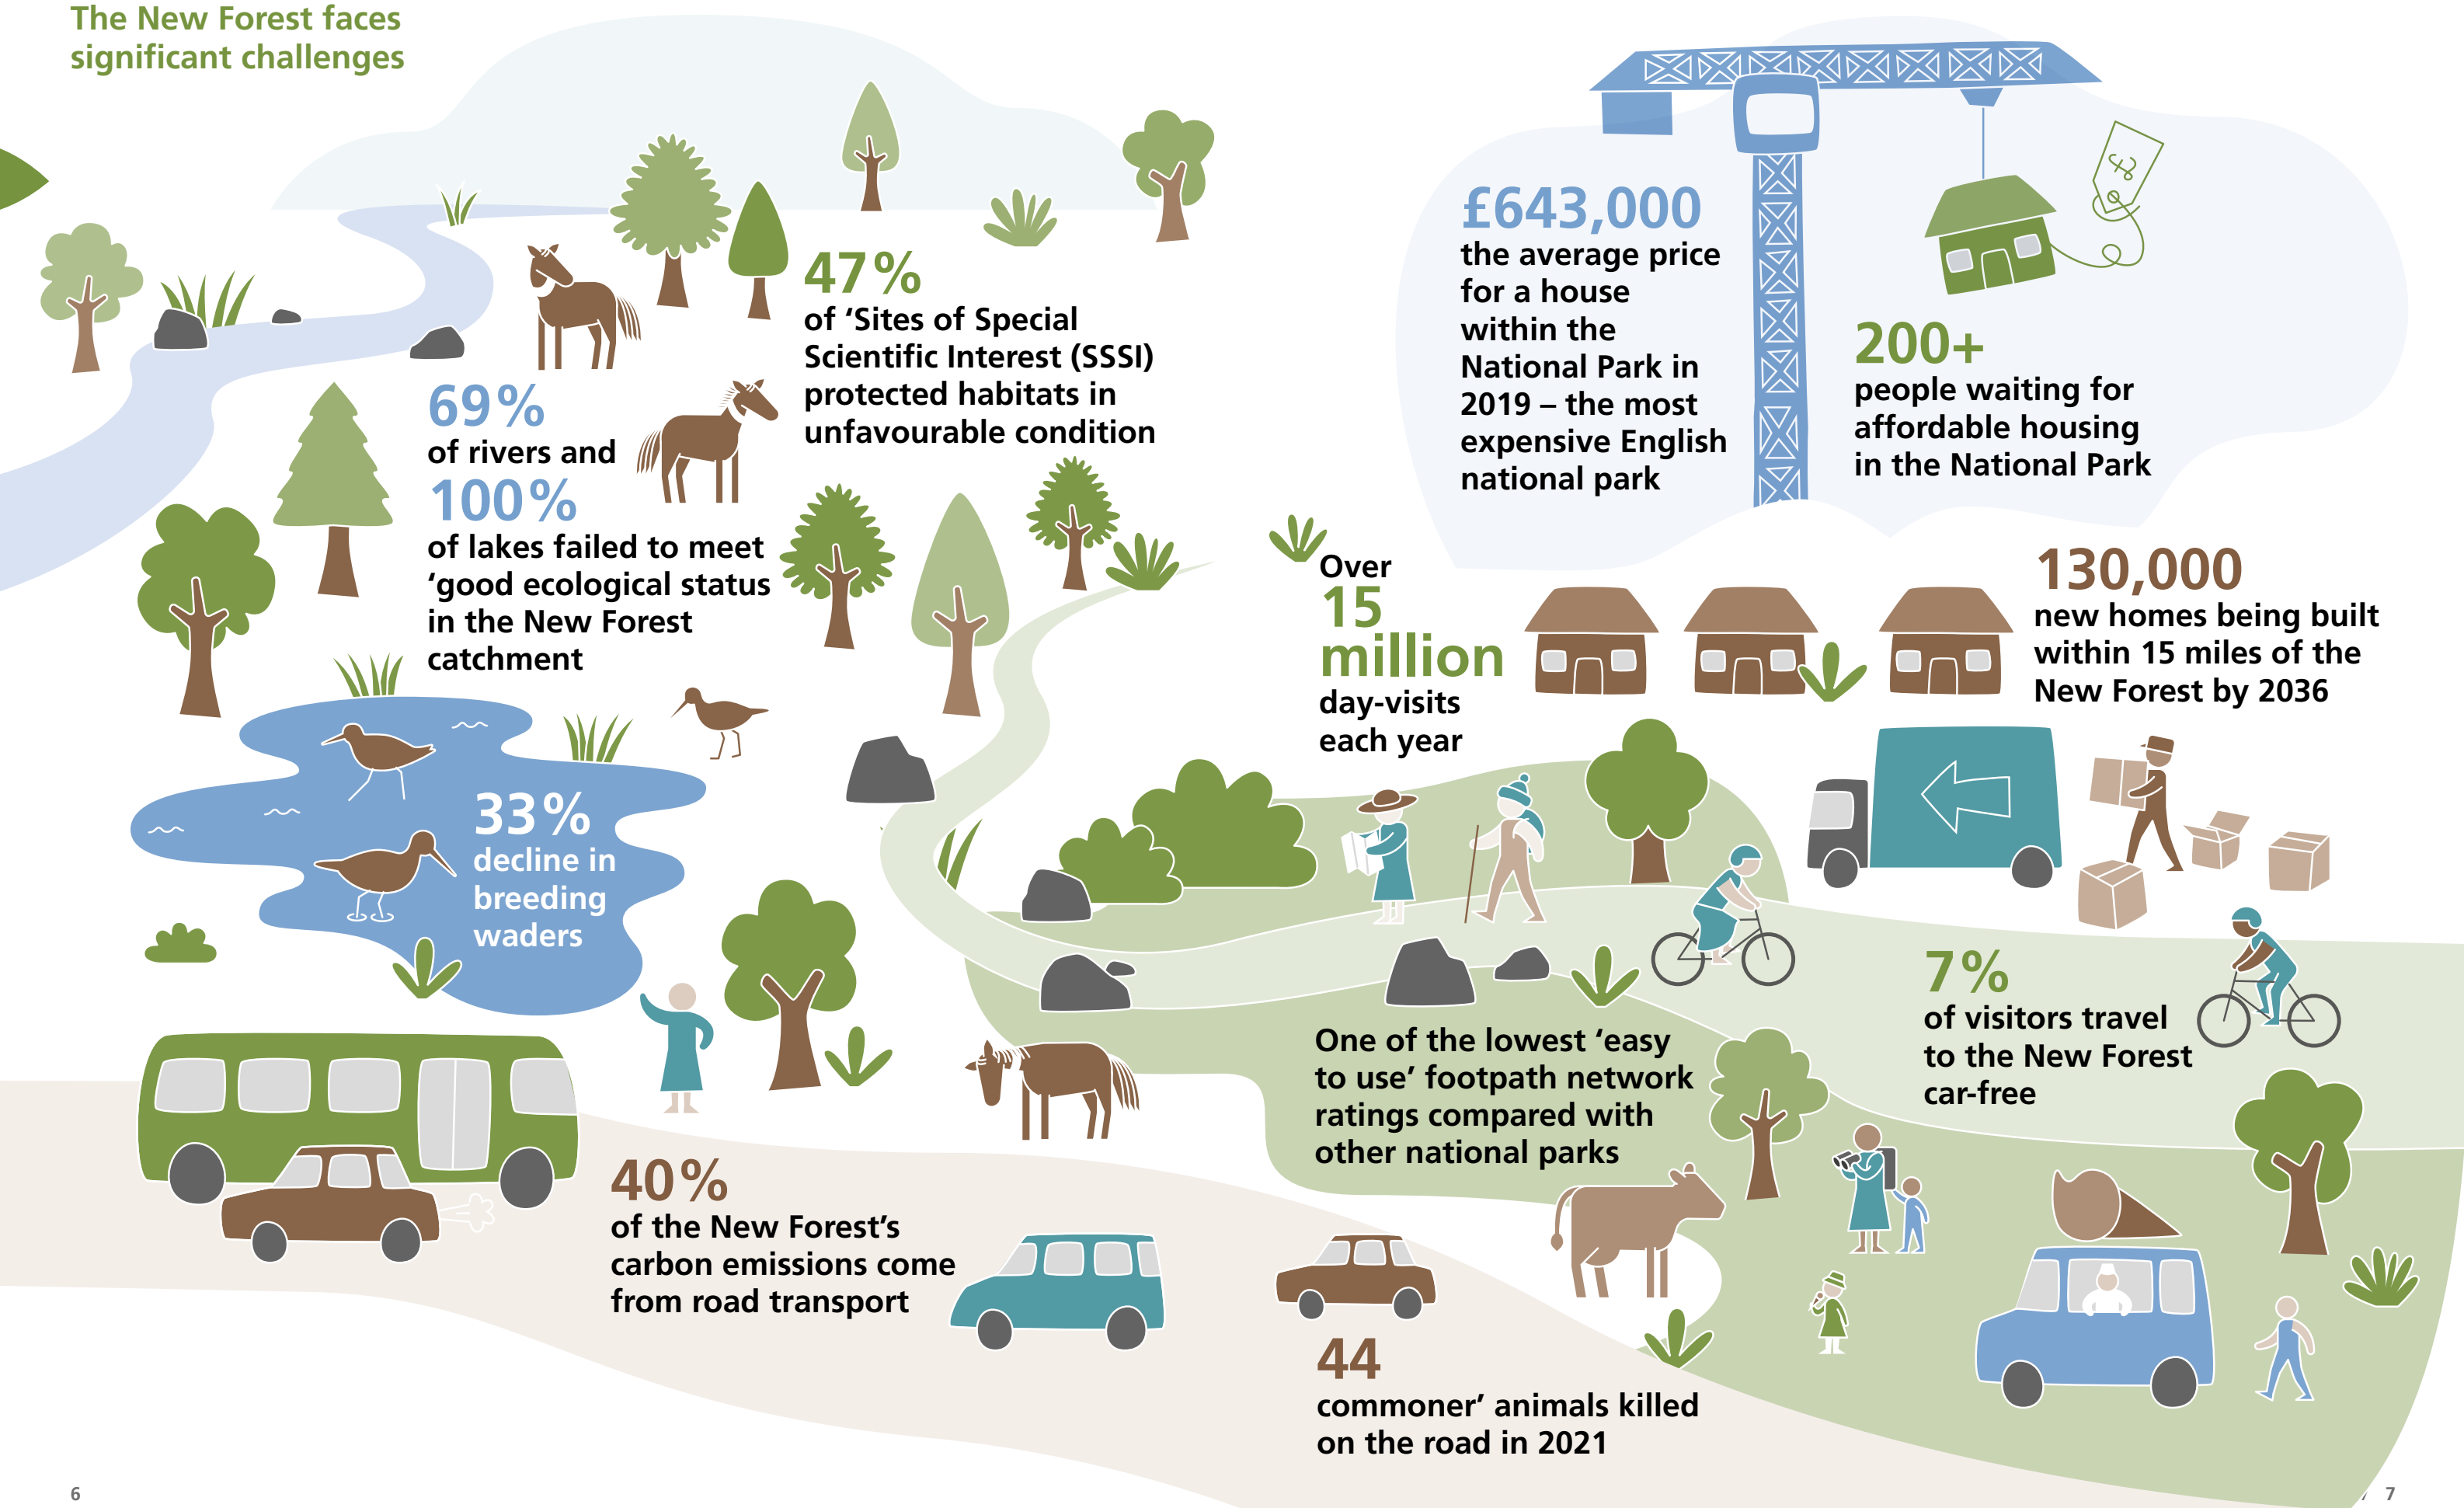 The New Forest faces
significant challenges
47%
of ‘Sites of Special
Scientific Interest (SSSI)
protected habitats in
unfavourable condition
69%
of rivers and
100%
of lakes failed to meet
‘good ecological status
in the New Forest
catchment
33%
decline in
breeding
waders
40%
of the New Forest’s
carbon emissions come
from road transport
£643,000
the average price
for a house
within the
National Park in
2019 – the most
expensive English
national park
£
200+
people waiting for
affordable housing
in the National Park
Over
15
million
day-visits
each year
130,000
new homes being built
within 15 miles of the
New Forest by 2036
7%
of visitors travel
to the New Forest
car-free
One of the lowest ‘easy
to use’ footpath network
ratings compared with
other national parks
44
commoner’ animals killed
on the road in 2021
6
7